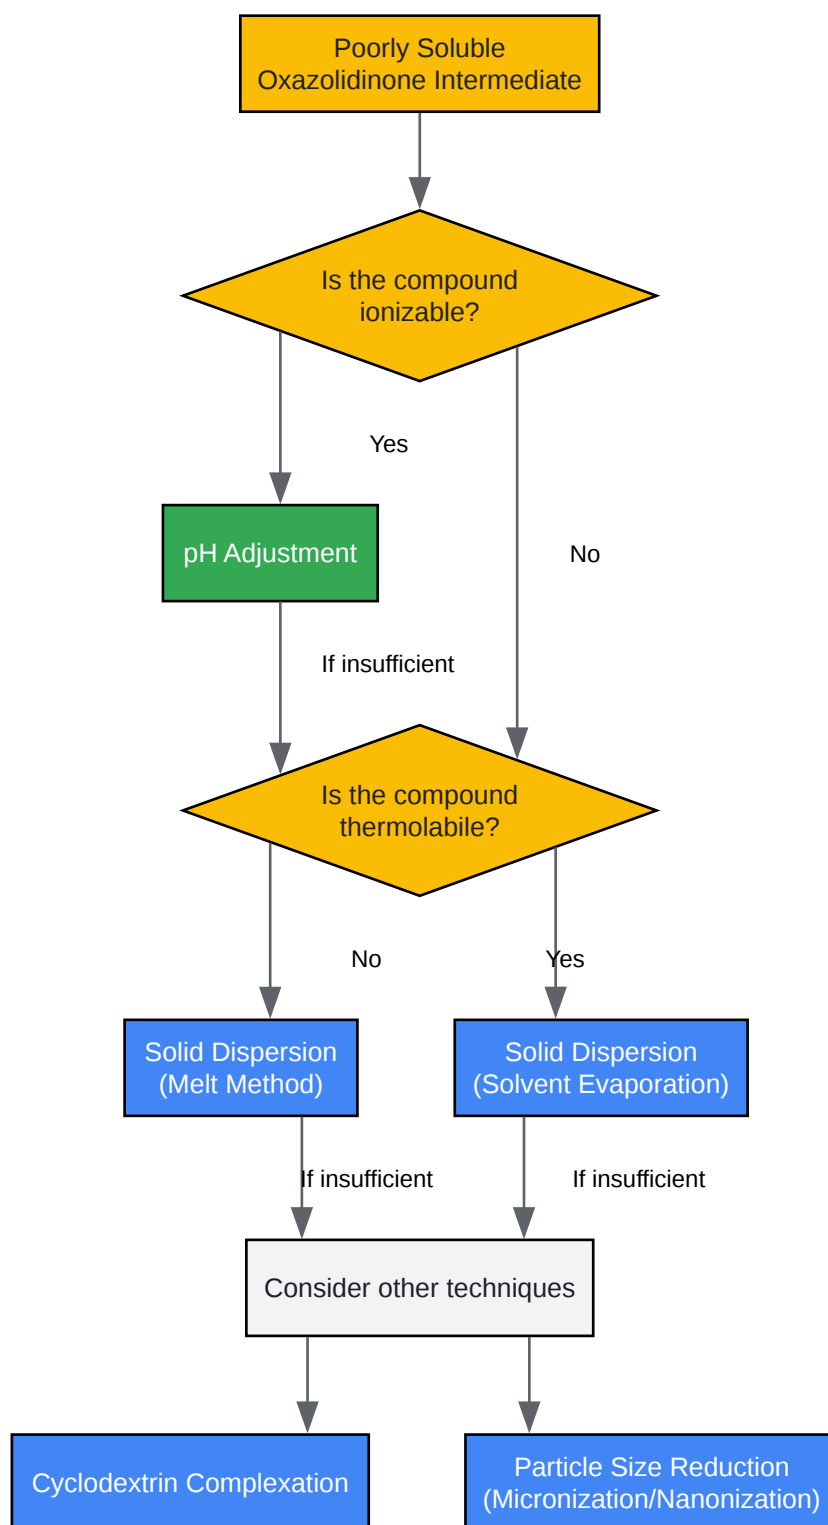 Poorly Soluble
Oxazolidinone Intermediate
Is the compound
ionizable?
Yes
pH Adjustment
No
If insufficient
Is the compound
thermolabile?
No
Yes
Solid Dispersion
(Melt Method)
Solid Dispersion
(Solvent Evaporation)
If insufficient
If insufficient
Consider other techniques
Cyclodextrin Complexation
Particle Size Reduction
(Micronization/Nanonization)